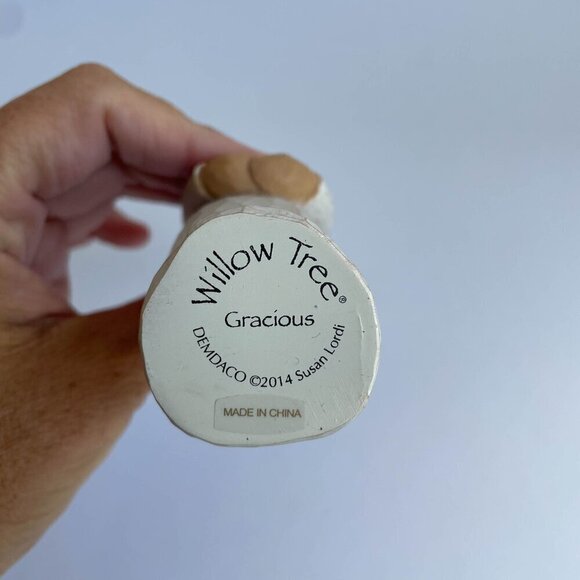 Willow Tree®
Gracious
DEMDACO ©2014 Susan Lordi
MADE IN CHINA